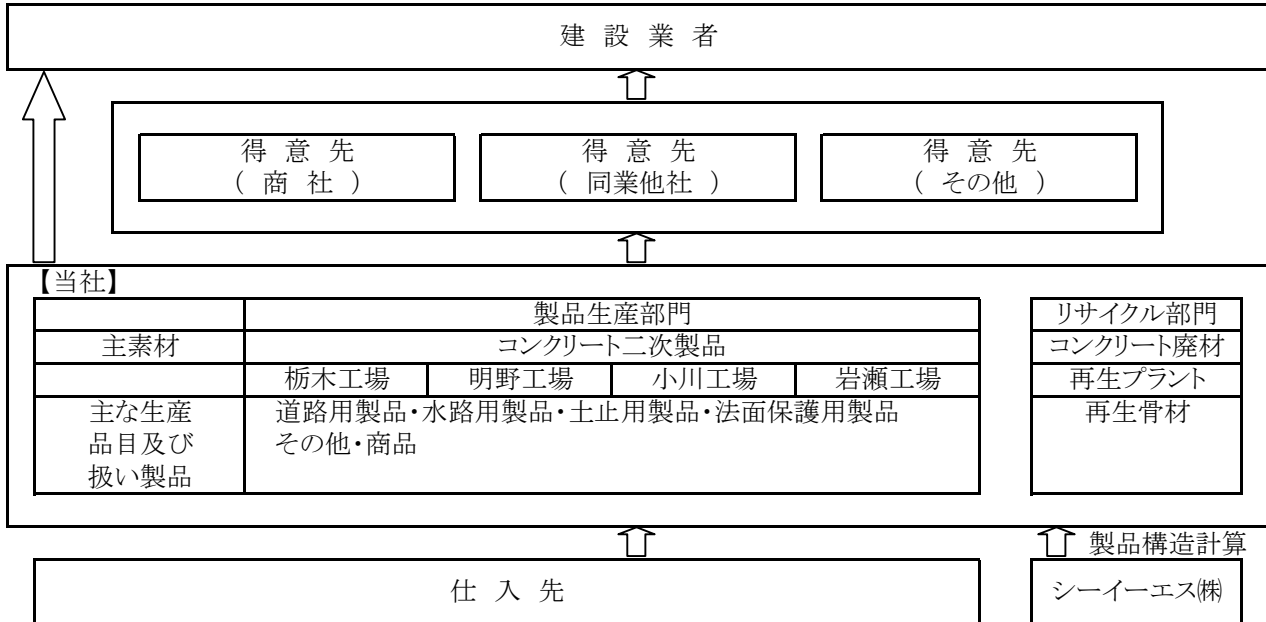 建設業者
得意先 得意先 得意先
(商社) (同業他社) (その他)
【当社】
製品生産部門 リサイクル部門
主素材 コンクリート二次製品 コンクリート廃材
栃木工場 明野工場 小川工場 岩瀬工場 再生プラント
主な生産 道路用製品・水路用製品・土止用製品・法面保護用製品 再生骨材
品目及び その他・商品
扱い製品
製品構造計算
仕入先 シーイーエス㈱